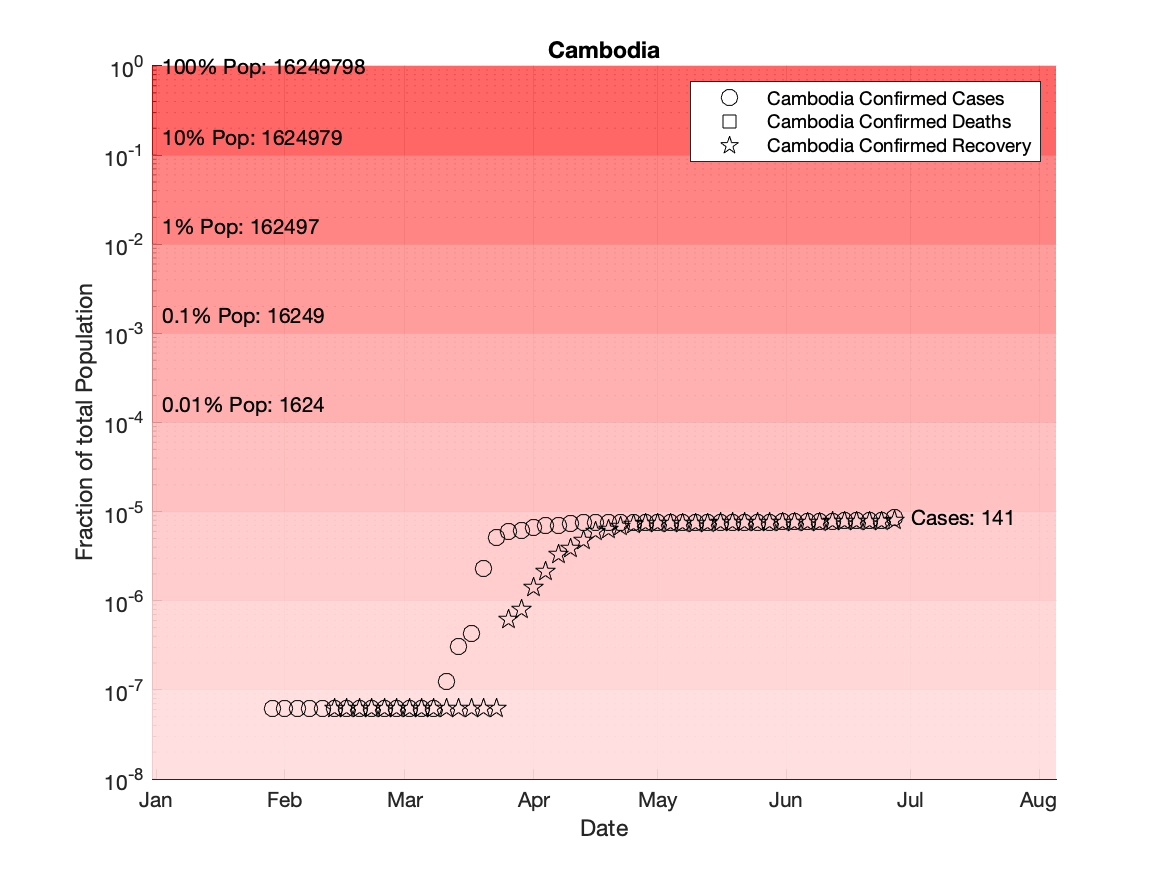 Cambodia
10^0
100% Pop: 16249798
Cambodia Confirmed Cases
Cambodia Confirmed Deaths
Cambodia Confirmed Recovery
10% Pop: 1624979
10^-1
1% Pop: 162497
10^-2
0.1% Pop: 16249
10^-3
0.01% Pop: 1624
10^-4
10^-5
Cases: 141
10^-6
10^-7
10^-8
Fraction of total Population
Jan Feb Mar Apr May Jun Jul Aug
Date